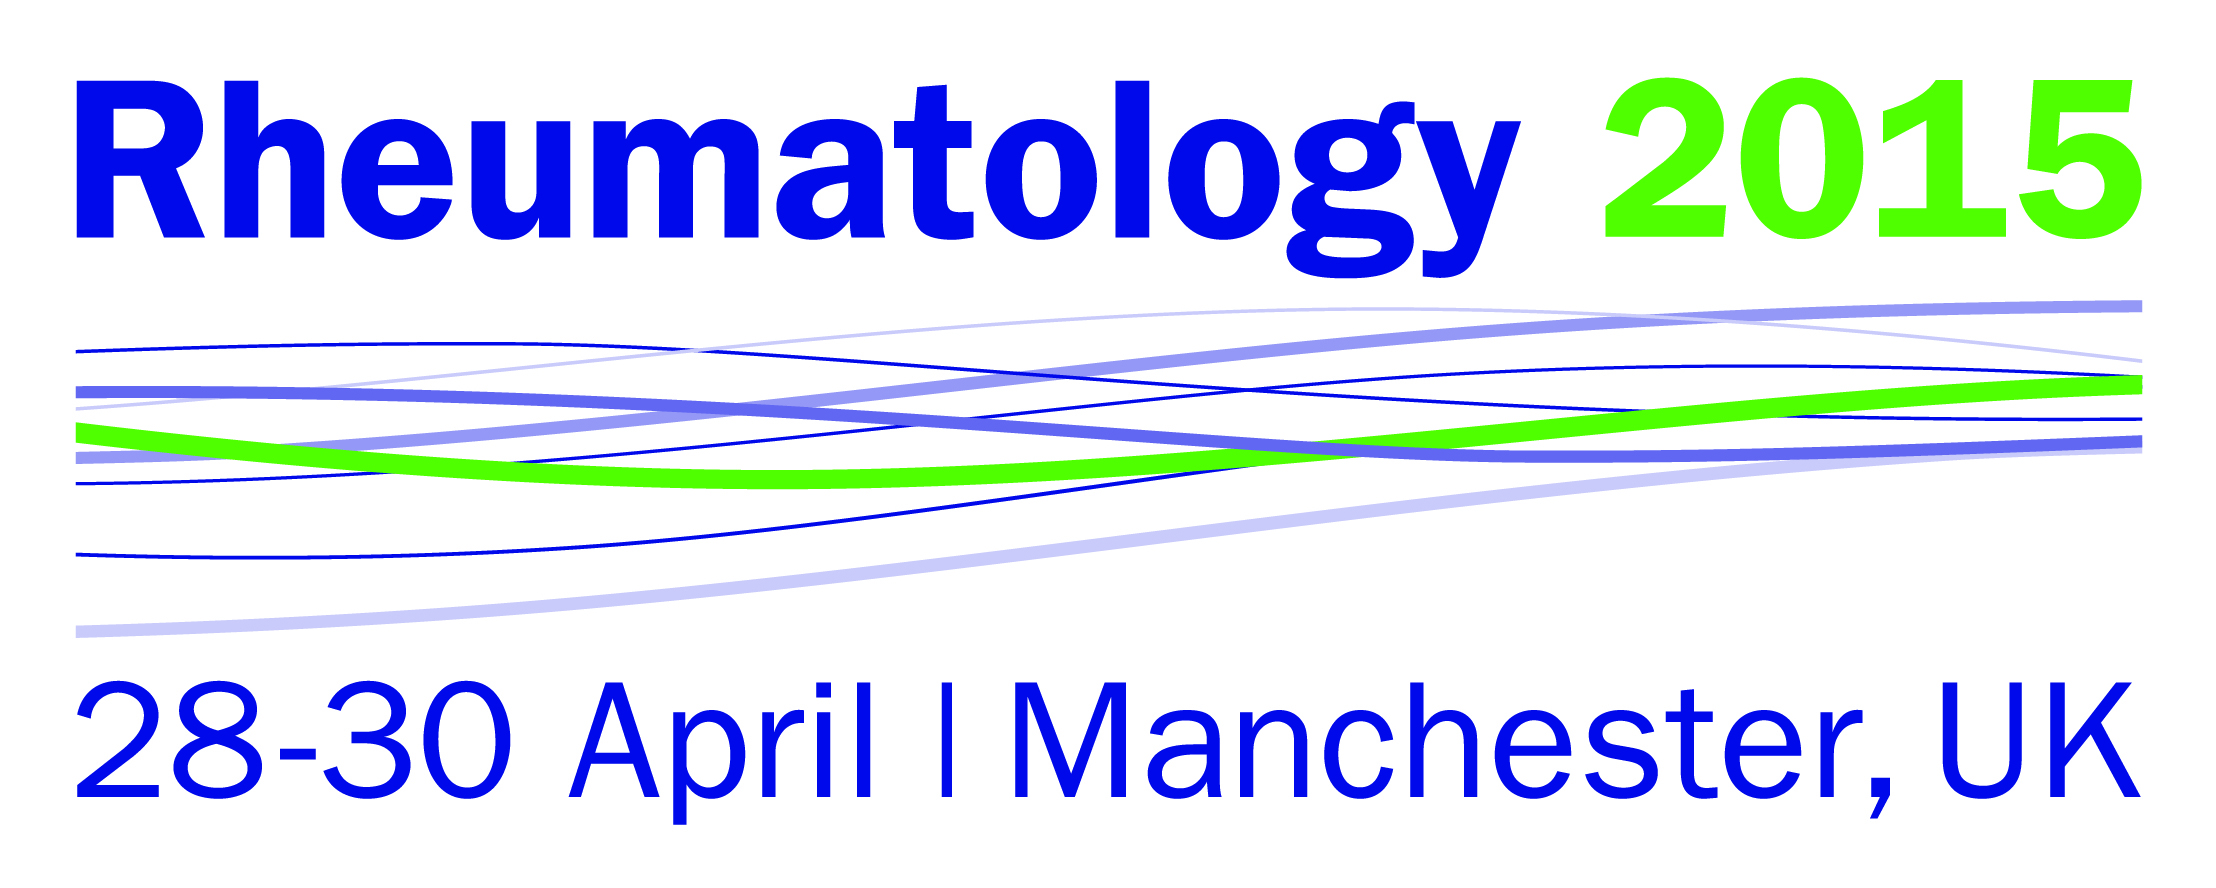 Rheumatology 2015
28-30 April | Manchester, UK